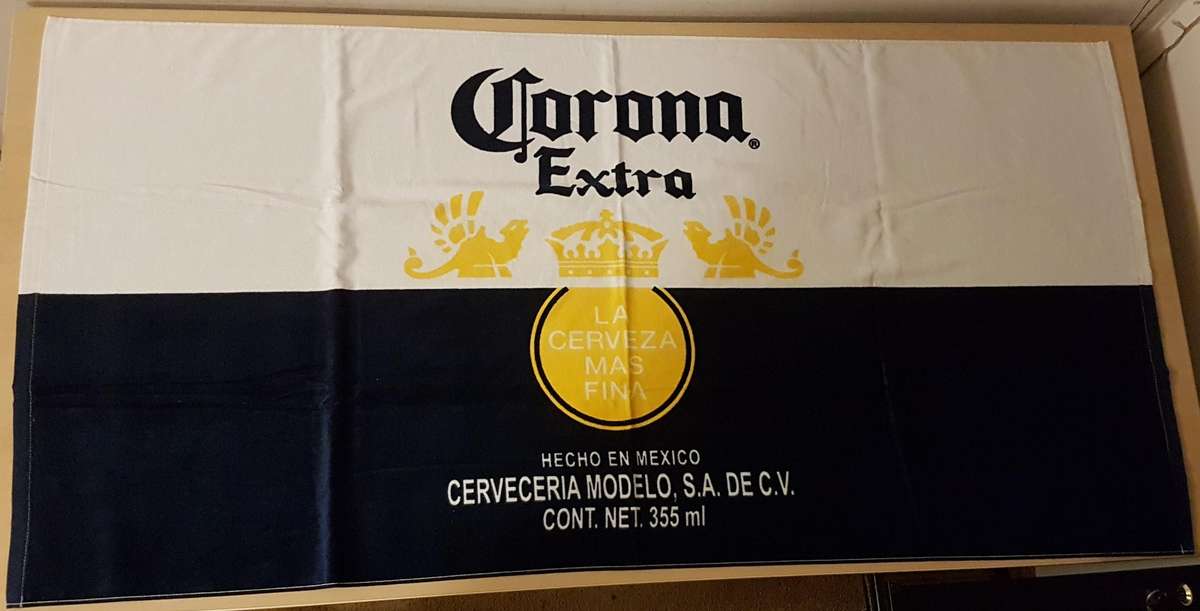 Corona®
Extra
LA
CERVEZA
MAS
FINA
HECHO EN MEXICO
CERVECERIA MODELO, S.A. DE C.V.
CONT. NET. 355 ml